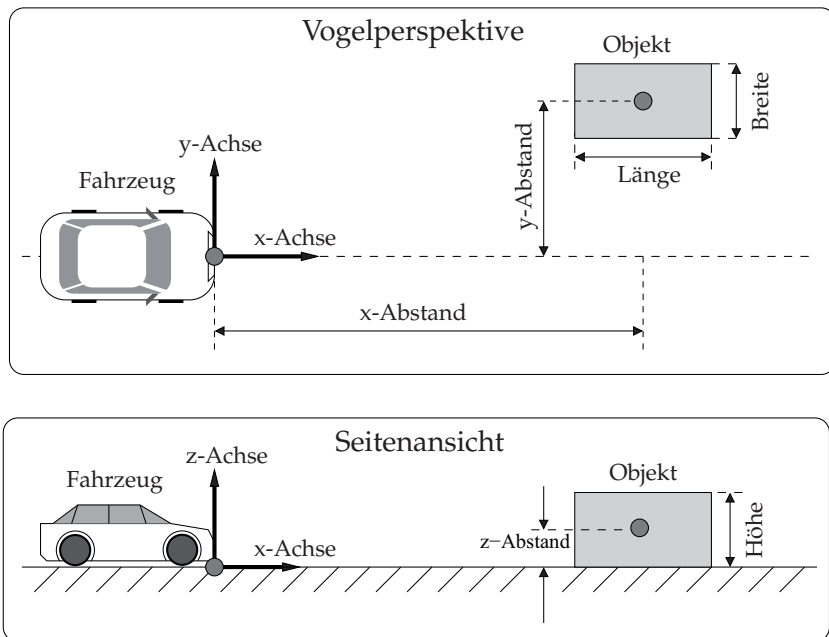 Vogelperspektive
Objekt
Breite
y-Achse
Fahrzeug
y-Abstand
Länge
x-Achse
x-Abstand
Seitenansicht
z-Achse
Fahrzeug
Objekt
x-Achse
z−Abstand
Höhe